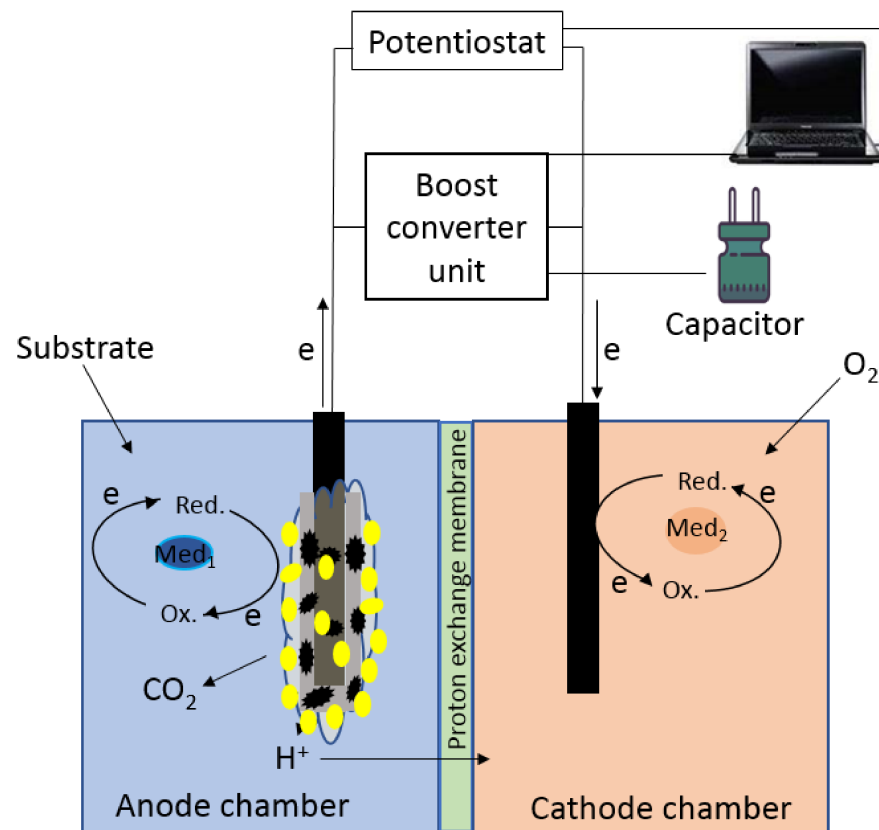 Potentiostat
Boost
converter
unit
Capacitor
e
e
Substrate
O₂
Proton exchange membrane
e
Red.
Med₁
Ox.
e
Red.
e
Med₂
e
Ox.
CO₂
H⁺
Anode chamber
Cathode chamber